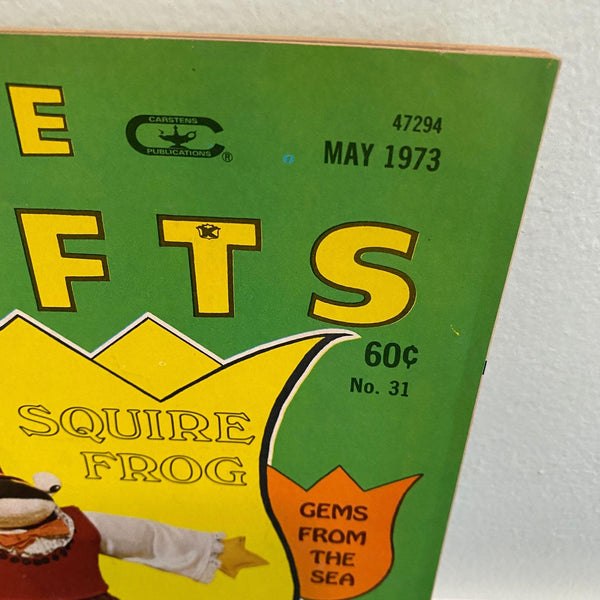 E
CARSTENS
PUBLICATIONS®
47294
MAY 1973
FTS
60¢
No. 31
SQUIRE
FROG
GEMS
FROM
THE
SEA